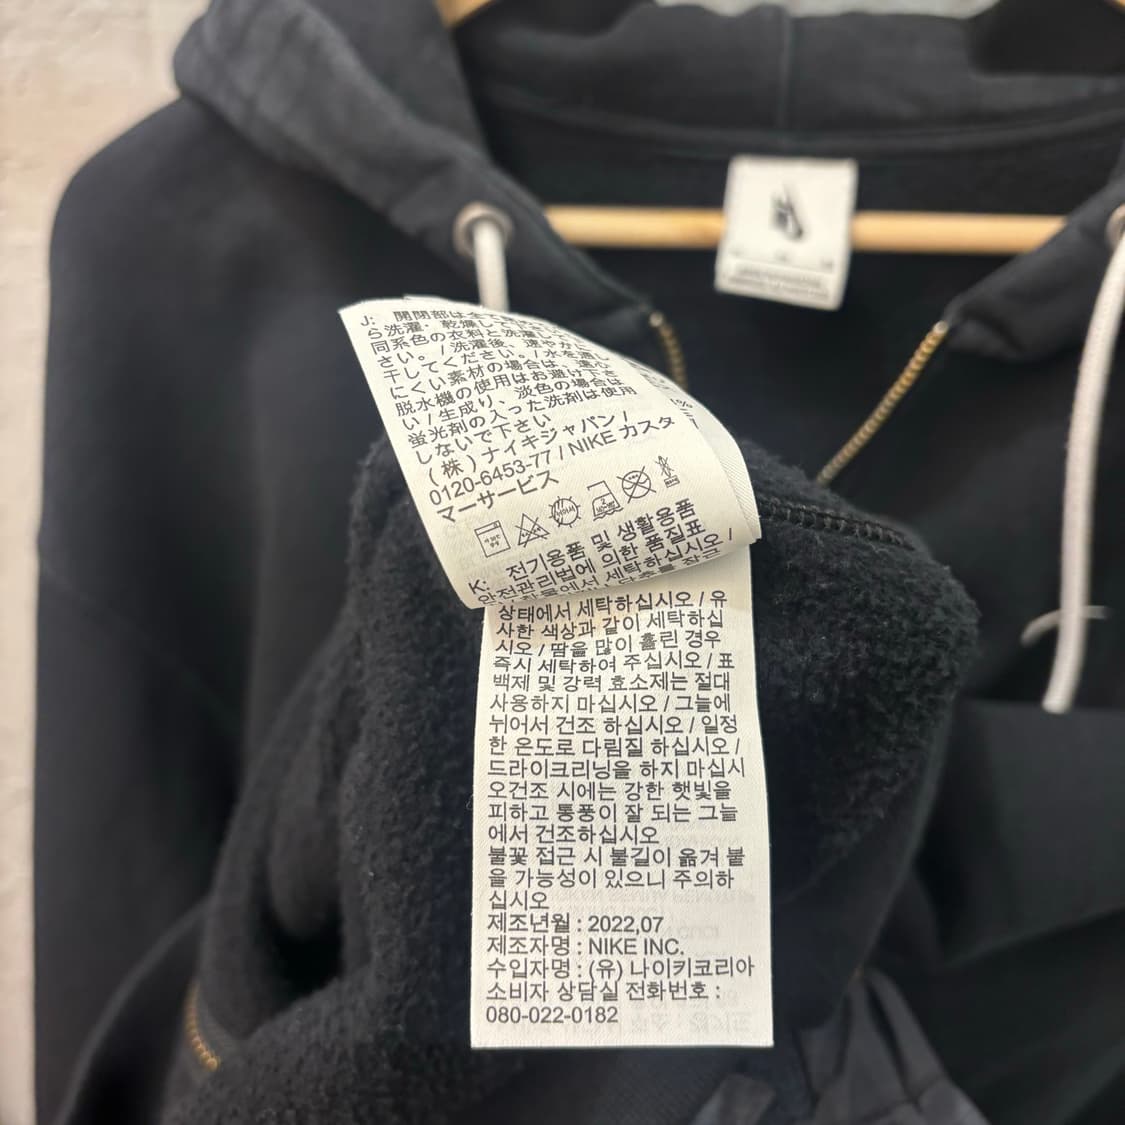 J: 開閉部は全て
ら洗濯・乾燥して
同系色の衣料と洗濯して
さい。/洗濯後、速やかに
干してください。/水を通し
にくい素材の場合は、遠心
脱水機の使用はお避け下さ
い/生成り、淡色の場合は
蛍光剤の入った洗剤は使用
しないで下さい
(株)ナイキジャパン/
0120-6453-77 / NIKE カスタ
マーサービス
K: 전기용품 및 생활용품
안전관리법에 의한 품질표
상태에서 세탁하십시오 / 유
사한 색상과 같이 세탁하십
시오 / 땀을 많이 흘린 경우
즉시 세탁하여 주십시오 / 표
백제 및 강력 효소제는 절대
사용하지 마십시오 / 그늘에
뉘어서 건조 하십시오 / 일정
한 온도로 다림질 하십시오 /
드라이크리닝을 하지 마십시
오건조 시에는 강한 햇빛을
피하고 통풍이 잘 되는 그늘
에서 건조하십시오
불꽃 접근 시 불길이 옮겨 붙
을 가능성이 있으니 주의하
십시오
제조년월 : 2022,07
제조자명 : NIKE INC.
수입자명 : (유) 나이키코리아
소비자 상담실 전화번호 :
080-022-0182